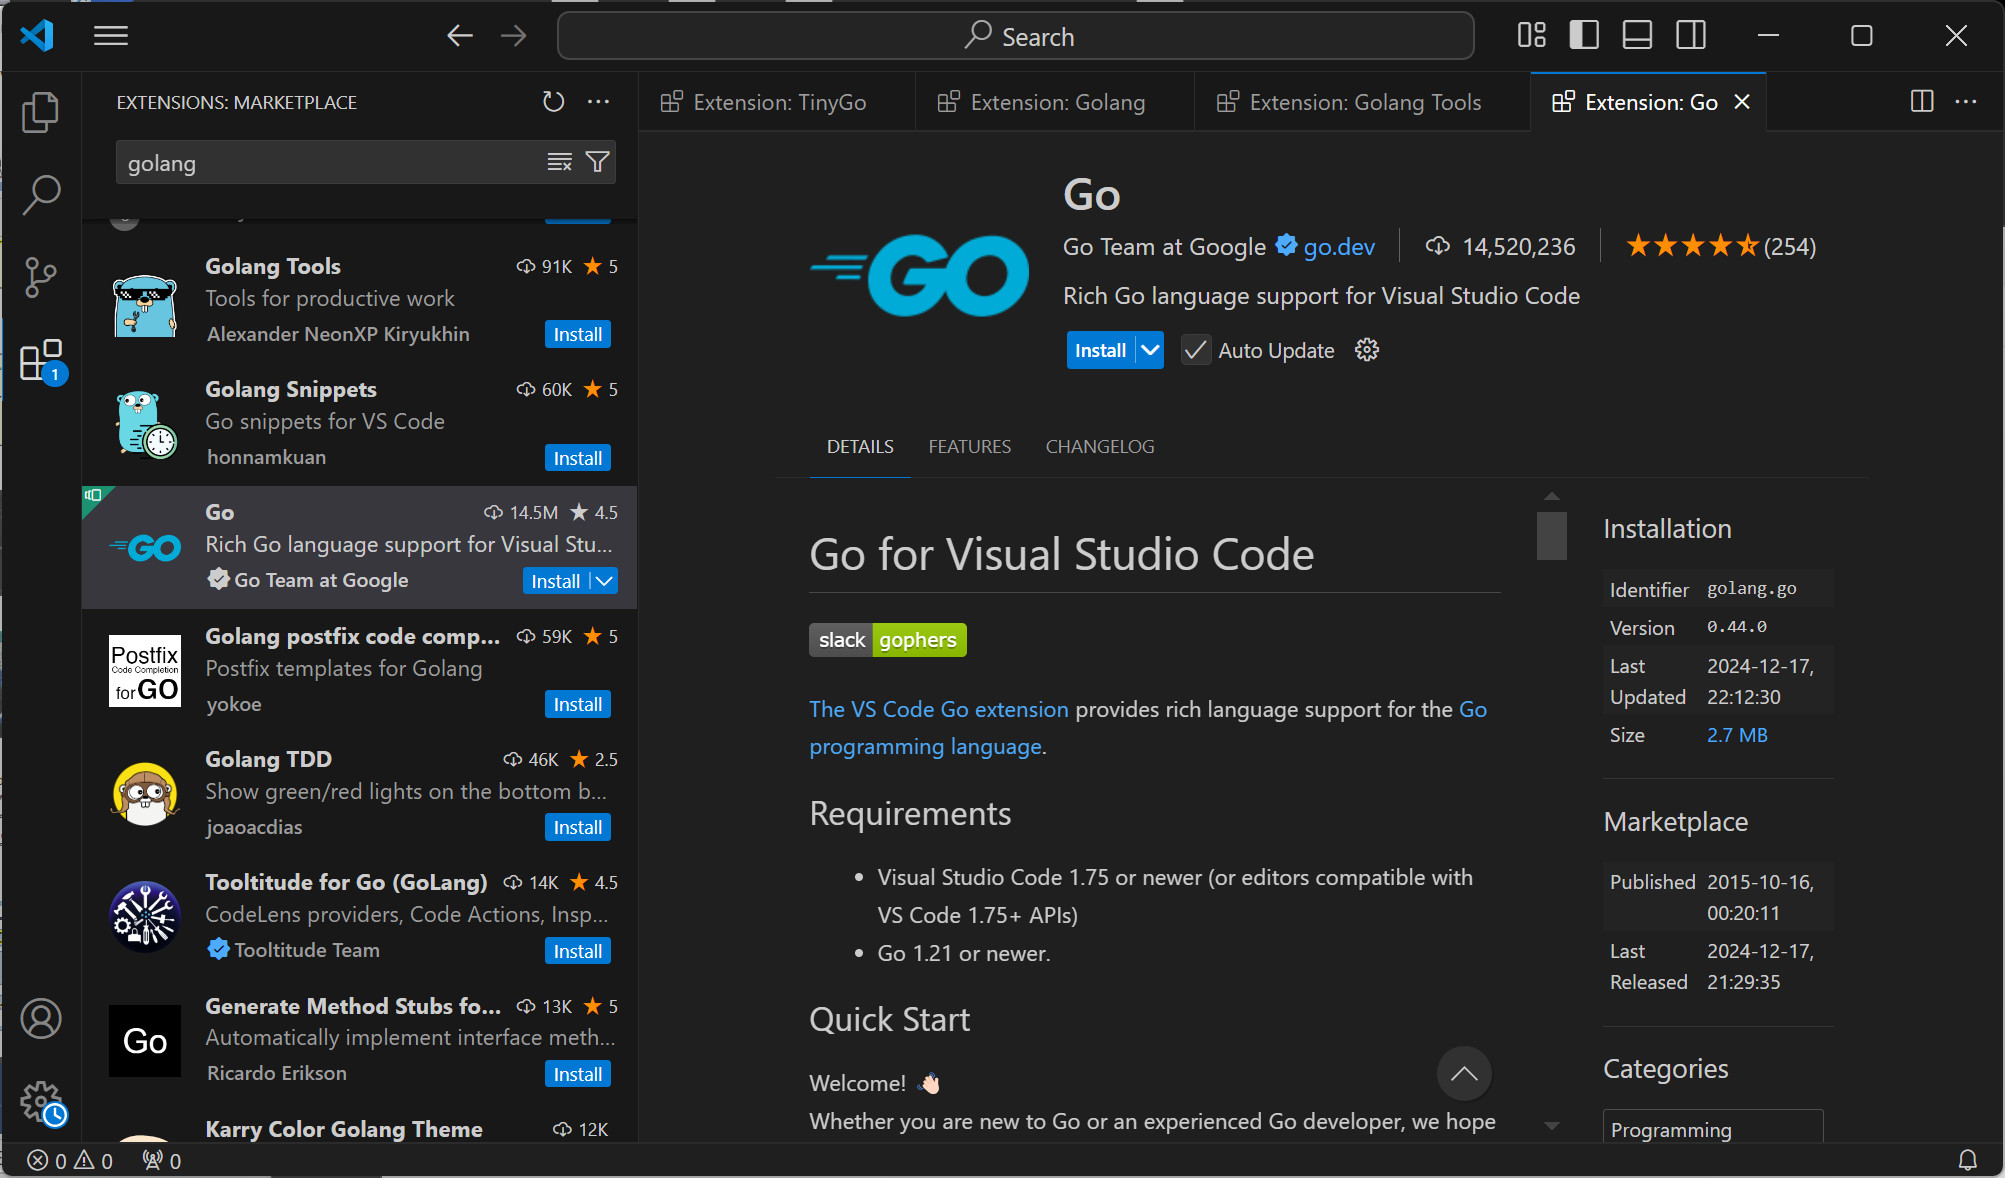 Search
EXTENSIONS: MARKETPLACE
golang
Golang Tools 91K 5
Tools for productive work
Alexander NeonXP Kiryukhin Install
Golang Snippets 60K 5
Go snippets for VS Code
honnamkuan Install
Go 14.5M 4.5
Rich Go language support for Visual Stu...
Go Team at Google Install
Postfix
Code Completion
for GO
Golang postfix code comp... 59K 5
Postfix templates for Golang
yokoe Install
Golang TDD 46K 2.5
Show green/red lights on the bottom b...
joaoacdias Install
Tooltitude for Go (GoLang) 14K 4.5
CodeLens providers, Code Actions, Insp...
Tooltitude Team Install
Go
Generate Method Stubs fo... 13K 5
Automatically implement interface meth...
Ricardo Erikson Install
Karry Color Golang Theme 12K
1
Extension: TinyGo
Extension: Golang
Extension: Golang Tools
Extension: Go
GO
Go
Go Team at Google go.dev 14,520,236 (254)
Rich Go language support for Visual Studio Code
Install Auto Update
DETAILS FEATURES CHANGELOG
Go for Visual Studio Code
slack gophers
The VS Code Go extension provides rich language support for the Go
programming language.
Requirements
• Visual Studio Code 1.75 or newer (or editors compatible with
VS Code 1.75+ APIs)
• Go 1.21 or newer.
Quick Start
Welcome! 👋🏻
Whether you are new to Go or an experienced Go developer, we hope
Installation
Identifier golang.go
Version 0.44.0
Last Updated 2024-12-17, 22:12:30
Size 2.7 MB
Marketplace
Published 2015-10-16, 00:20:11
Last Released 2024-12-17, 21:29:35
Categories
Programming
0 0 0